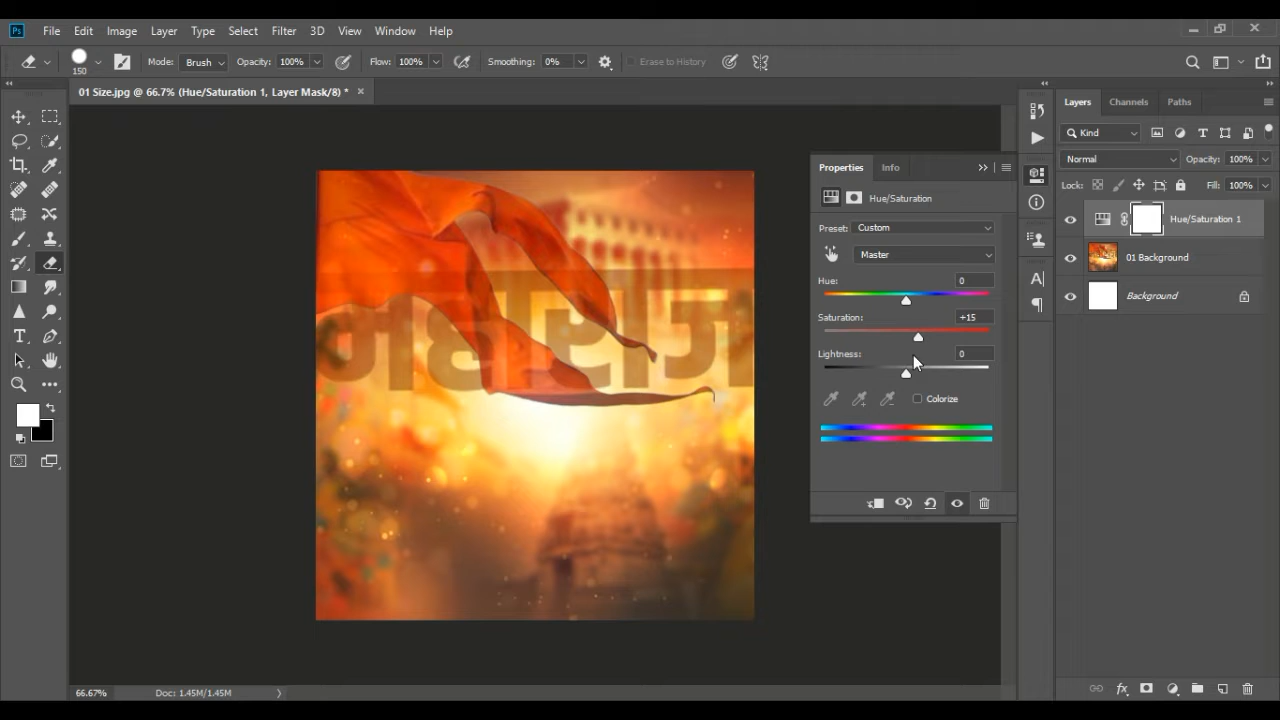 Ps File Edit Image Layer Type Select Filter 3D View Window Help
150 Mode: Brush Opacity: 100% Flow: 100% Smoothing: 0% Erase to History
01 Size.jpg @ 66.7% (Hue/Saturation 1, Layer Mask/8) * ×
महाराज
66.67% Doc: 1.45M/1.45M
Properties Info
Hue/Saturation
Preset: Custom
Master
Hue: 0
Saturation: +15
Lightness: 0
Colorize
Layers Channels Paths
Kind
Normal Opacity: 100%
Lock: Fill: 100%
Hue/Saturation 1
01 Background
Background